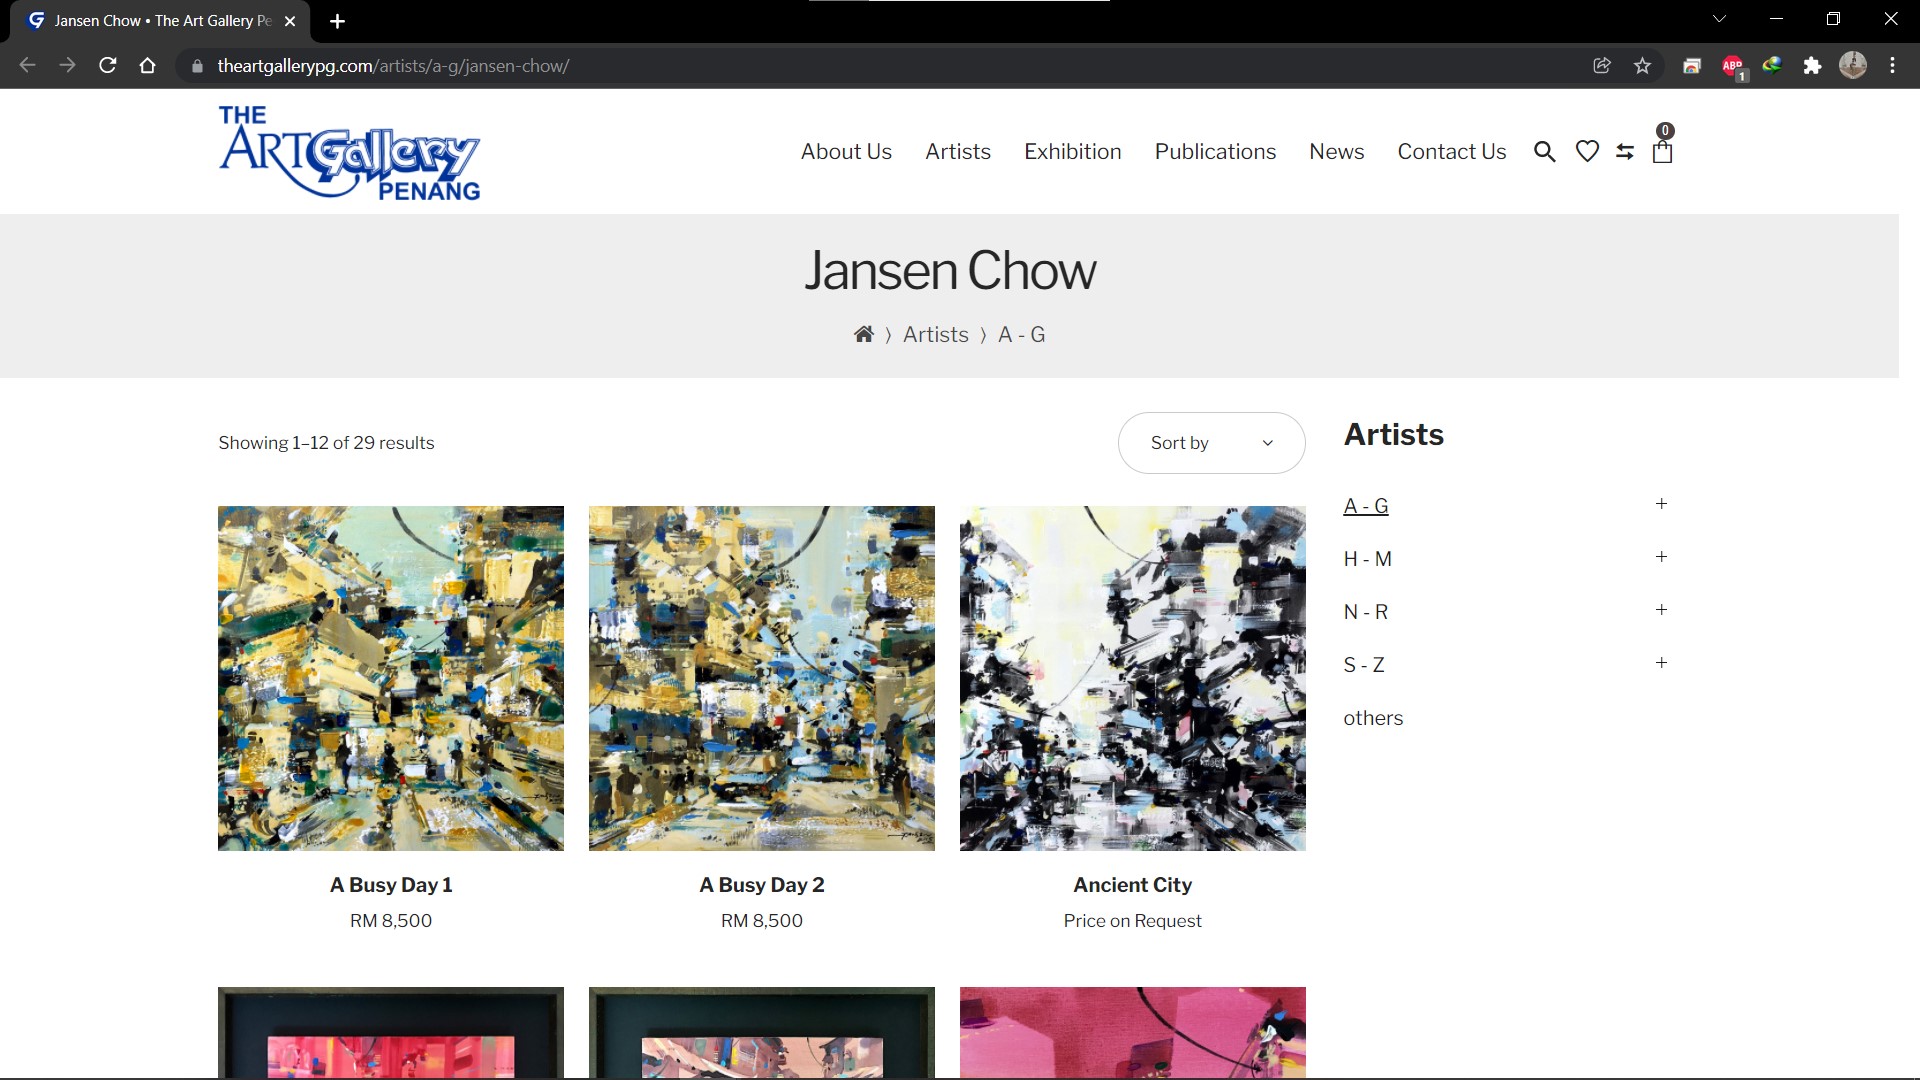 Jansen Chow • The Art Gallery Pe
theartgallerypg.com/artists/a-g/jansen-chow/
ABP
1
THE
ART Gallery
PENANG
About Us
Artists
Exhibition
Publications
News
Contact Us
0
Jansen Chow
Artists 〉 A - G
Showing 1–12 of 29 results
Sort by
Artists
A - G
+
H - M
+
N - R
+
S - Z
+
others
A Busy Day 1
RM 8,500
A Busy Day 2
RM 8,500
Ancient City
Price on Request